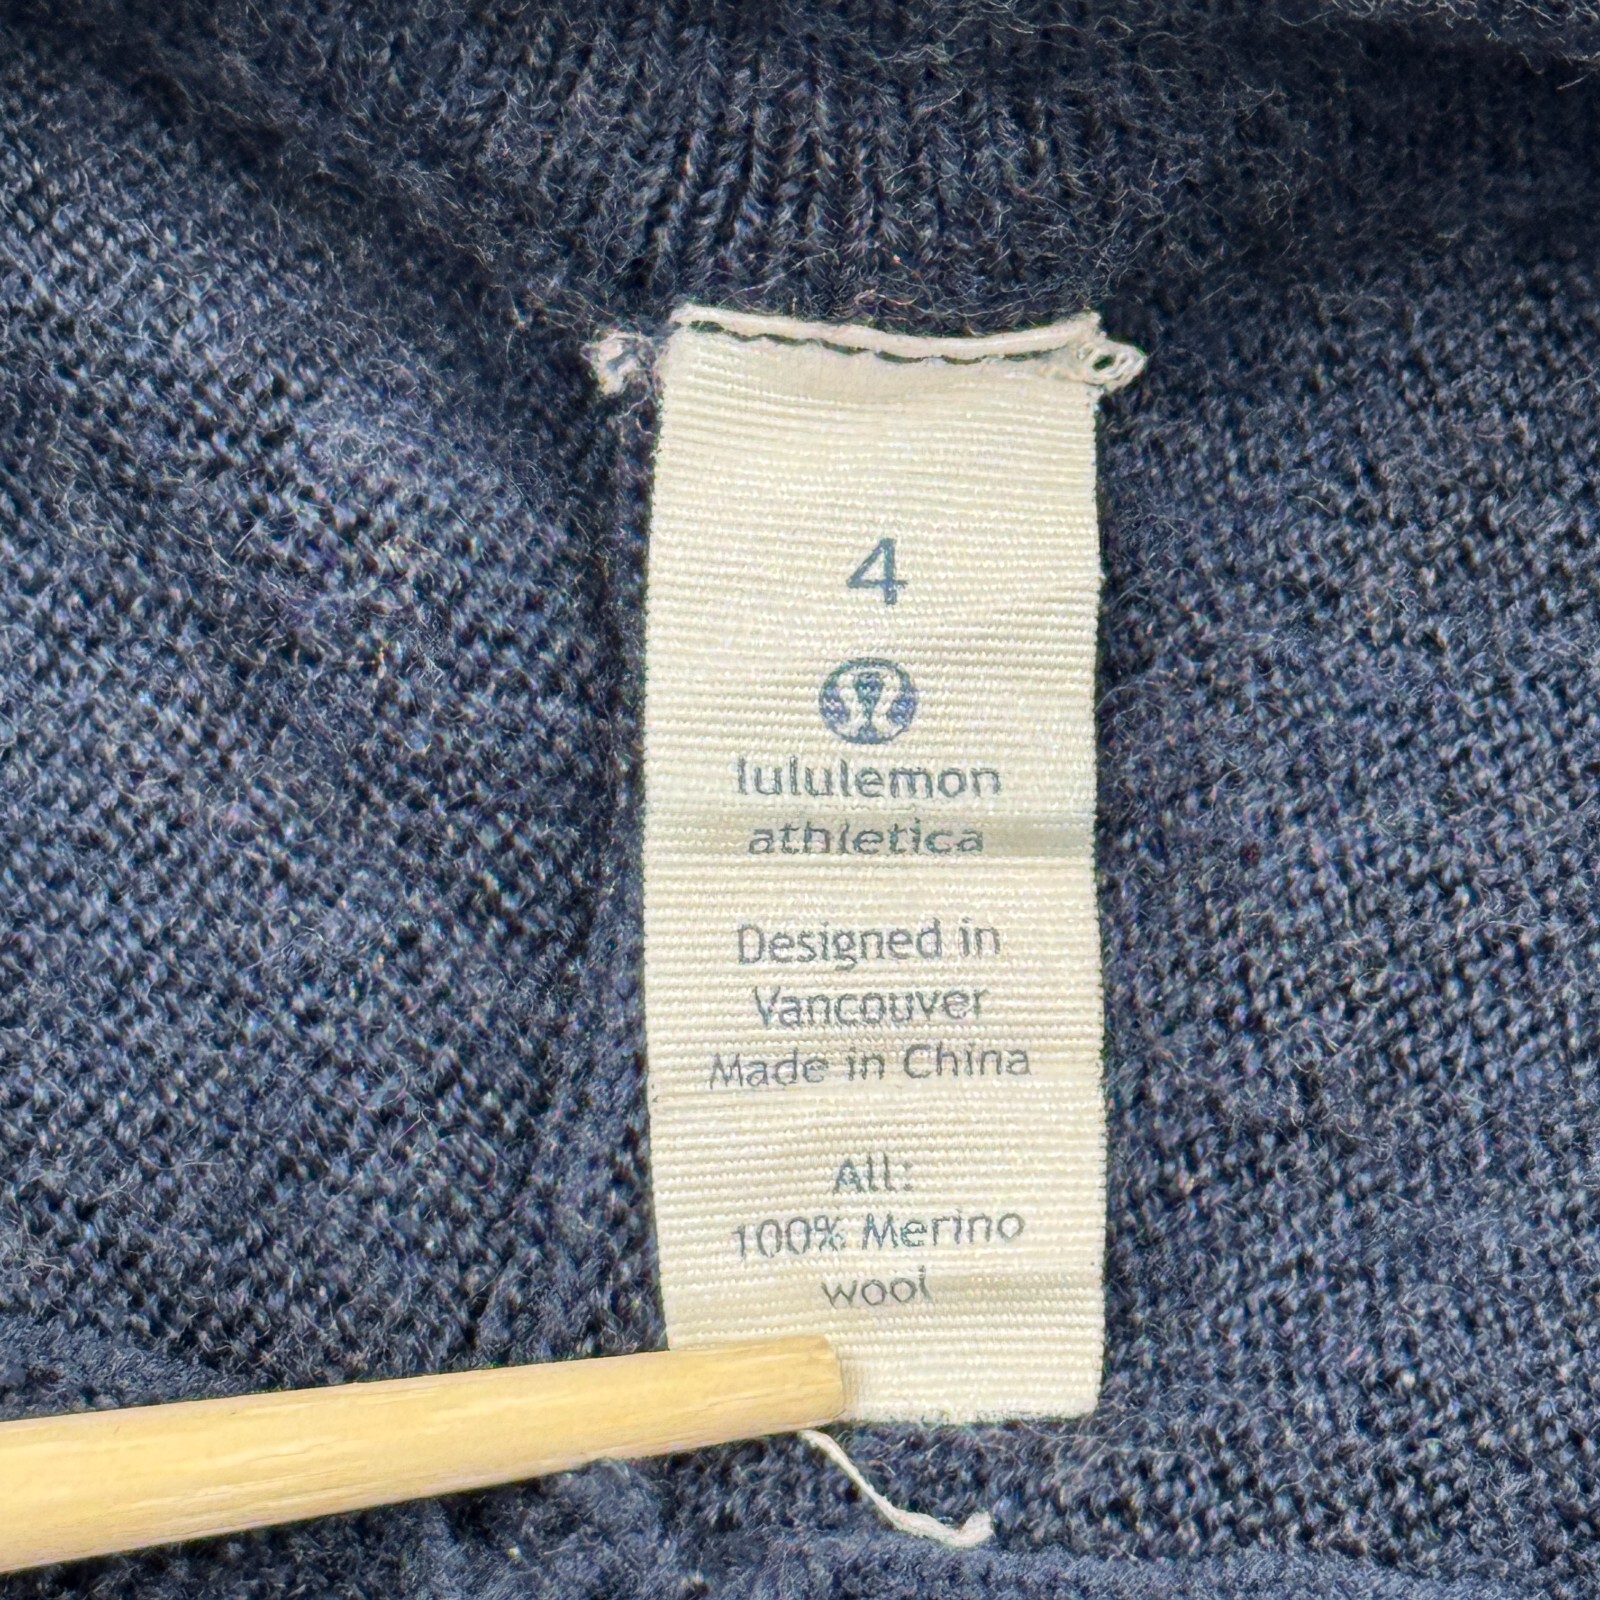 4
lululemon
athletica
Designed in
Vancouver
Made in China
All:
100% Merino
wool